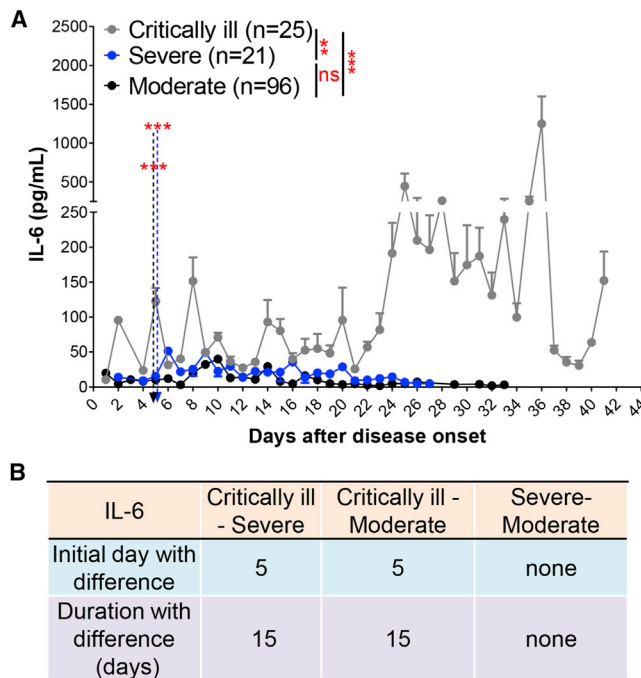 A
Critically ill (n=25)
Severe (n=21)
Moderate (n=96)
**
ns
***
***
***
IL-6 (pg/mL)
2500
2000
1500
1000
500
250
200
150
100
50
0
0 2 4 6 8 10 12 14 16 18 20 22 24 26 28 30 32 34 36 38 40 42 44
Days after disease onset
B
IL-6
Critically ill
- Severe
Critically ill -
Moderate
Severe-
Moderate
Initial day with
difference
5
5
none
Duration with
difference
(days)
15
15
none